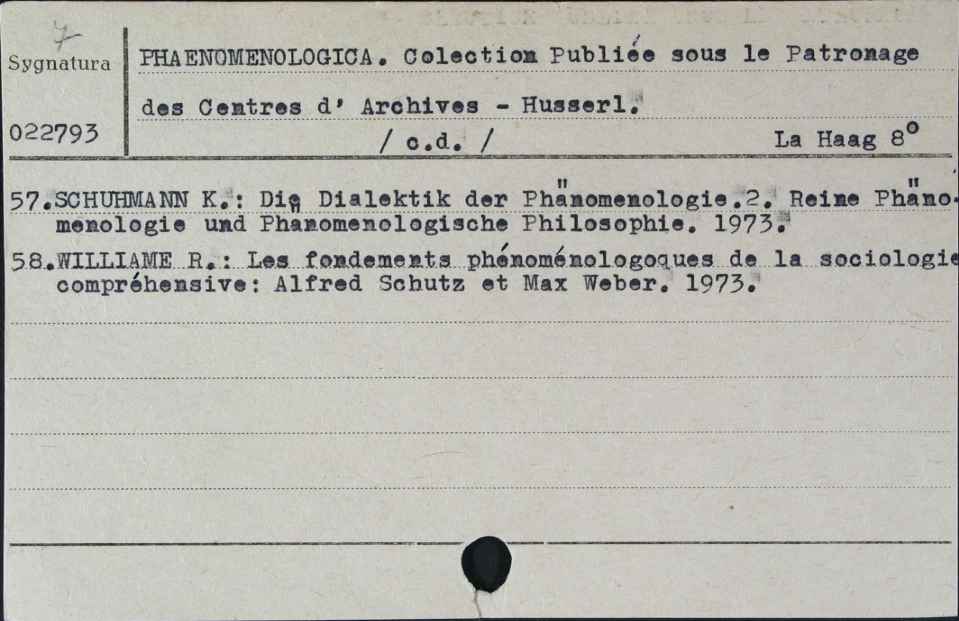 7
Sygnatura
PHAENOMENOLOGICA. Colection Publiée sous le Patronage
des Centres d' Archives - Husserl.
022793
/ c.d. / La Haag 8°
57.SCHUHMANN K.: Die Dialektik der Phänomenologie.2. Reine Phäno-
menologie und Phänomenologische Philosophie. 1973.
58.WILLIAME R.: Les fondements phénoménologoques de la sociologie
compréhensive: Alfred Schutz et Max Weber. 1973.